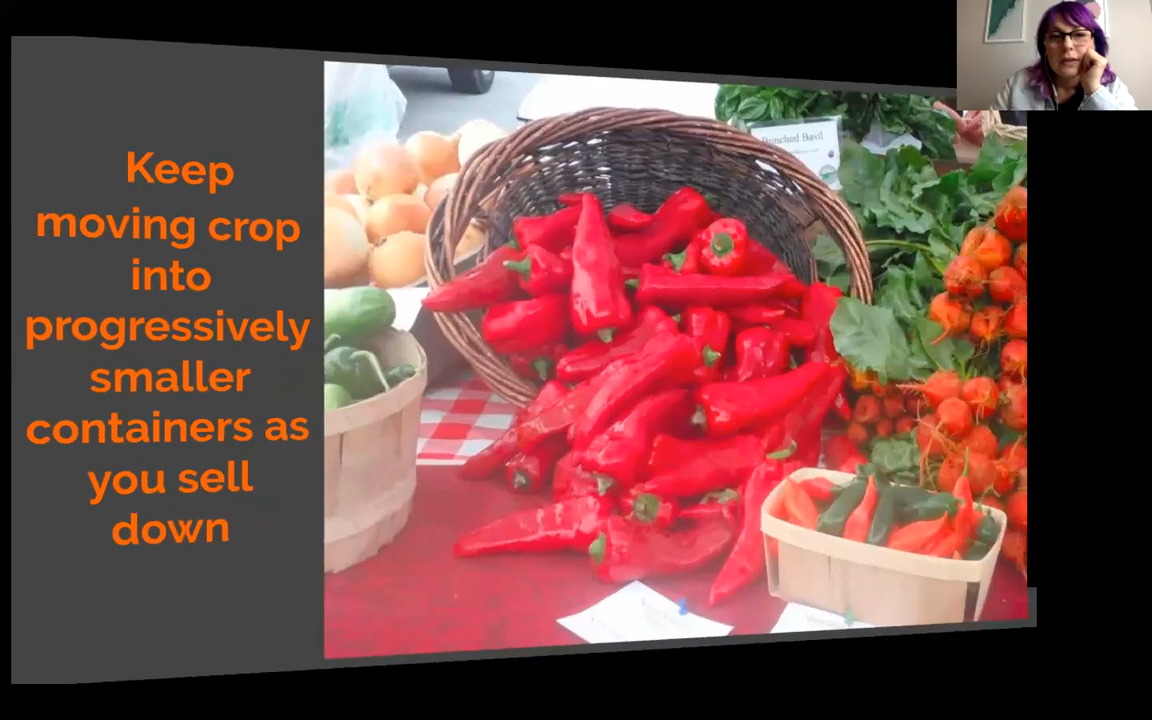 Keep
moving crop
into
progressively
smaller
containers as
you sell
down
Bunched Basil